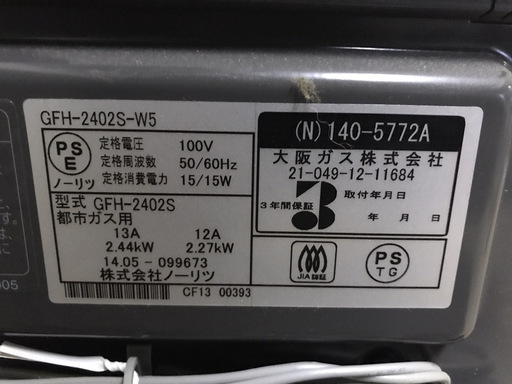 GFH-2402S-W5
PS
E
ノーリツ
定格電圧 100V
定格周波数 50/60Hz
定格消費電力 15/15W
型式 GFH-2402S
都市ガス用
13A 12A
2.44kW 2.27kW
14.05-099673
株式会社ノーリツ
CF13 00393
(N) 140-5772A
大阪ガス株式会社
21-049-12-11684
3年間保証
取付年月日
年 月 日
JIA認証
PS
TG
005